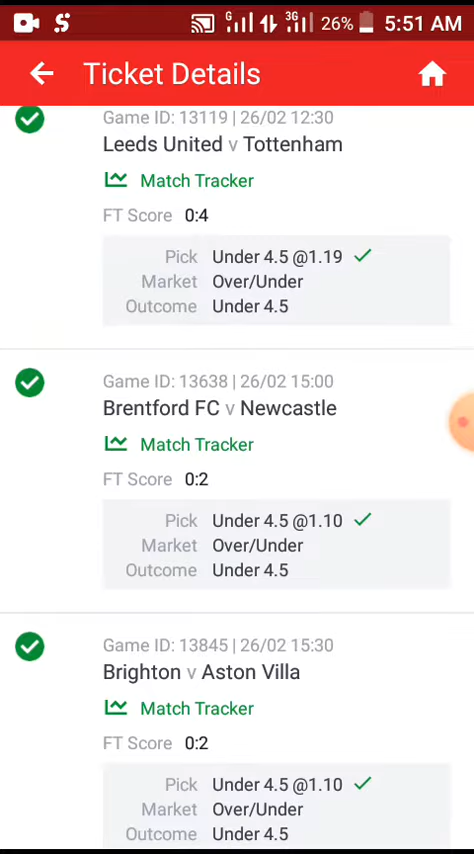 G 3G 26% 5:51 AM
Ticket Details
Game ID: 13119 | 26/02 12:30
Leeds United v Tottenham
Match Tracker
FT Score 0:4
Pick Under 4.5 @1.19
Market Over/Under
Outcome Under 4.5
Game ID: 13638 | 26/02 15:00
Brentford FC v Newcastle
Match Tracker
FT Score 0:2
Pick Under 4.5 @1.10
Market Over/Under
Outcome Under 4.5
Game ID: 13845 | 26/02 15:30
Brighton v Aston Villa
Match Tracker
FT Score 0:2
Pick Under 4.5 @1.10
Market Over/Under
Outcome Under 4.5